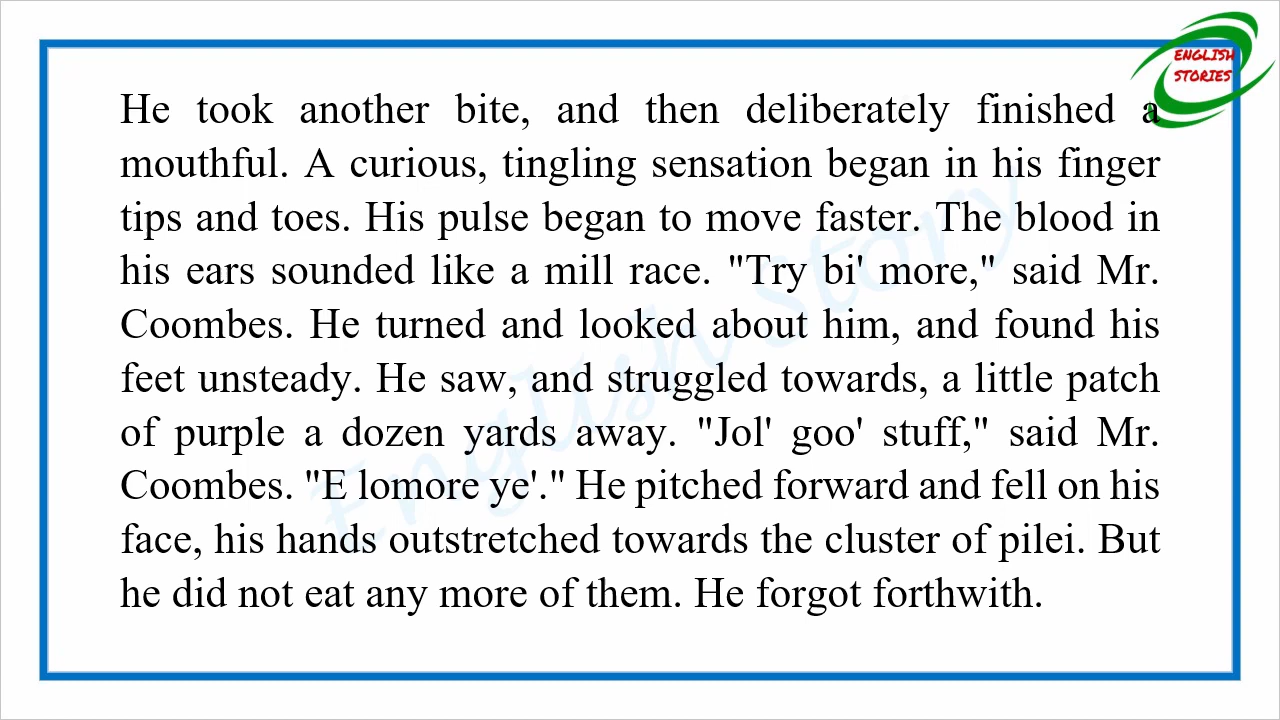 ENGLISH
STORIES
He took another bite, and then deliberately finished a
mouthful. A curious, tingling sensation began in his finger
tips and toes. His pulse began to move faster. The blood in
his ears sounded like a mill race. "Try bi' more," said Mr.
Coombes. He turned and looked about him, and found his
feet unsteady. He saw, and struggled towards, a little patch
of purple a dozen yards away. "Jol' goo' stuff," said Mr.
Coombes. "E lomore ye'." He pitched forward and fell on his
face, his hands outstretched towards the cluster of pilei. But
he did not eat any more of them. He forgot forthwith.
English Story